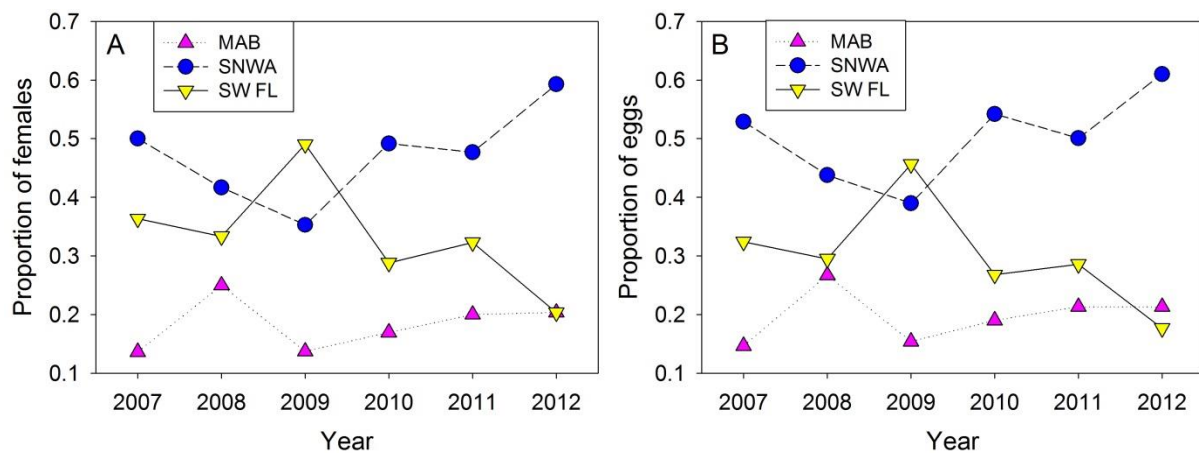 A
MAB
SNWA
SW FL
Proportion of females
0.7
0.6
0.5
0.4
0.3
0.2
0.1
2007 2008 2009 2010 2011 2012
Year
B
MAB
SNWA
SW FL
Proportion of eggs
0.7
0.6
0.5
0.4
0.3
0.2
0.1
2007 2008 2009 2010 2011 2012
Year